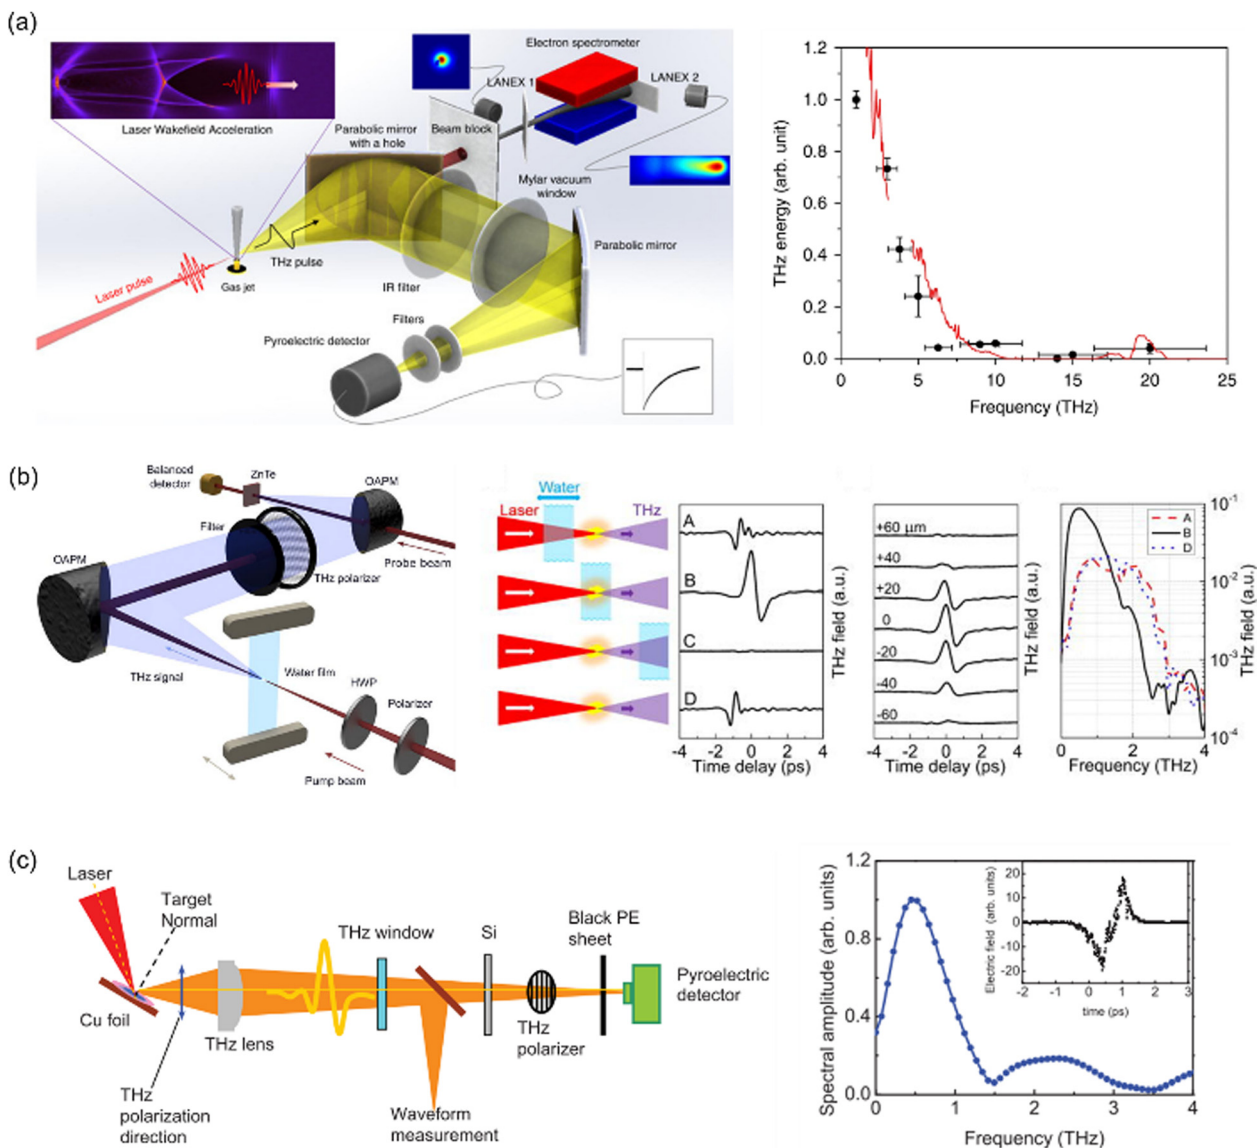 (a)
Laser Wakefield Acceleration
Electron spectrometer
LANEX 1
LANEX 2
Parabolic mirror
with a hole
Beam block
Mylar vacuum
window
Parabolic mirror
THz pulse
Laser pulse
Gas jet
IR filter
Filters
Pyroelectric detector
THz energy (arb. unit)
1.2
1.0
0.8
0.6
0.4
0.2
0.0
0
5
10
15
20
25
Frequency (THz)
(b)
Balanced
detector
ZnTe
OAPM
Filter
OAPM
THz polarizer
Probe beam
THz signal
Water film
HWP
Polarizer
Pump beam
Water
Laser
THz
A
B
C
D
-4 -2 0 2 4
Time delay (ps)
THz field (a.u.)
+60 μm
+40
+20
0
-20
-40
-60
-4 -2 0 2 4
Time delay (ps)
THz field (a.u.)
A
B
D
10-1
10-2
10-3
10-4
THz field (a.u.)
0 2 4
Frequency (THz)
(c)
Laser
Target
Normal
Cu foil
THz lens
THz window
Si
Black PE
sheet
Pyroelectric
detector
THz
polarizer
THz
polarization
direction
Waveform
measurement
Spectral amplitude (arb. units)
1.2
0.8
0.4
0.0
0 1 2 3 4
Frequency (THz)
Electric field (arb. units)
20
10
0
-10
-20
-2 -1 0 1 2 3
time (ps)